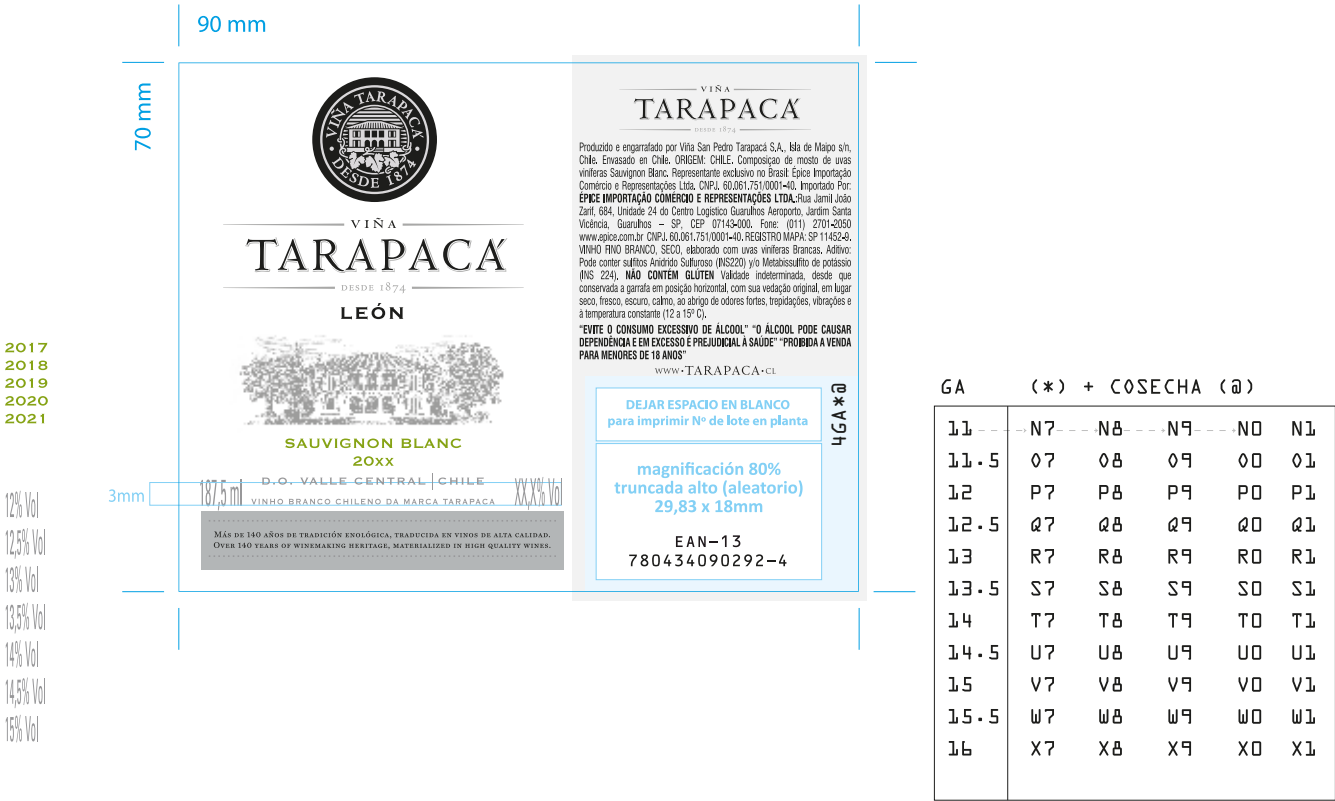 90 mm
70 mm
VIÑA TARAPACÁ
· DESDE 1874 ·
VIÑA
TARAPACÁ
DESDE 1874
LEÓN
SAUVIGNON BLANC
20xx
187,5 ml
D.O. VALLE CENTRAL | CHILE
VINHO BRANCO CHILENO DA MARCA TARAPACA
XX,X% Vol
3mm
Más de 140 años de tradición enológica, traducida en vinos de alta calidad.
Over 140 years of winemaking heritage, materialized in high quality wines.
VIÑA
TARAPACÁ
DESDE 1874
Produzido e engarrafado por Viña San Pedro Tarapacá S.A., Isla de Maipo s/n,
Chile. Envasado en Chile. ORIGEM: CHILE. Composiçao de mosto de uvas
viníferas Sauvignon Blanc. Representante exclusivo no Brasil: Épice Importação
Comércio e Representações Ltda. CNPJ. 60.061.751/0001-40. Importado Por:
ÉPICE IMPORTAÇÃO COMÉRCIO E REPRESENTAÇÕES LTDA.:Rua Jamil João
Zarif, 684, Unidade 24 do Centro Logístico Guarulhos Aeroporto, Jardim Santa
Vicência, Guarulhos – SP, CEP 07143-000. Fone: (011) 2701-2050
www.epice.com.br CNPJ. 60.061.751/0001-40. REGISTRO MAPA: SP 11452-9.
VINHO FINO BRANCO, SECO, elaborado com uvas viníferas Brancas. Aditivo:
Pode conter sulfitos Anidrido Sulfuroso (INS220) y/o Metabissulfito de potássio
(INS 224). NÃO CONTÉM GLÚTEN Validade indeterminada, desde que
conservada a garrafa em posição horizontal, com sua vedação original, em lugar
seco, fresco, escuro, calmo, ao abrigo de odores fortes, trepidações, vibrações e
à temperatura constante (12 a 15º C).
“EVITE O CONSUMO EXCESSIVO DE ÁLCOOL” “O ÁLCOOL PODE CAUSAR
DEPENDÊNCIA E EM EXCESSO É PREJUDICIAL À SAÚDE” “PROIBIDA A VENDA
PARA MENORES DE 18 ANOS”
WWW·TARAPACA·CL
DEJAR ESPACIO EN BLANCO
para imprimir Nº de lote en planta
4GA*@
magnificación 80%
truncada alto (aleatorio)
29,83 x 18mm
EAN-13
780434090292-4
2017
2018
2019
2020
2021
12% Vol
12,5% Vol
13% Vol
13,5% Vol
14% Vol
14,5% Vol
15% Vol
GA (*) + COSECHA (@)
11 N7 N8 N9 N0 N1
11.5 O7 O8 O9 O0 O1
12 P7 P8 P9 P0 P1
12.5 Q7 Q8 Q9 Q0 Q1
13 R7 R8 R9 R0 R1
13.5 S7 S8 S9 S0 S1
14 T7 T8 T9 T0 T1
14.5 U7 U8 U9 U0 U1
15 V7 V8 V9 V0 V1
15.5 W7 W8 W9 W0 W1
16 X7 X8 X9 X0 X1